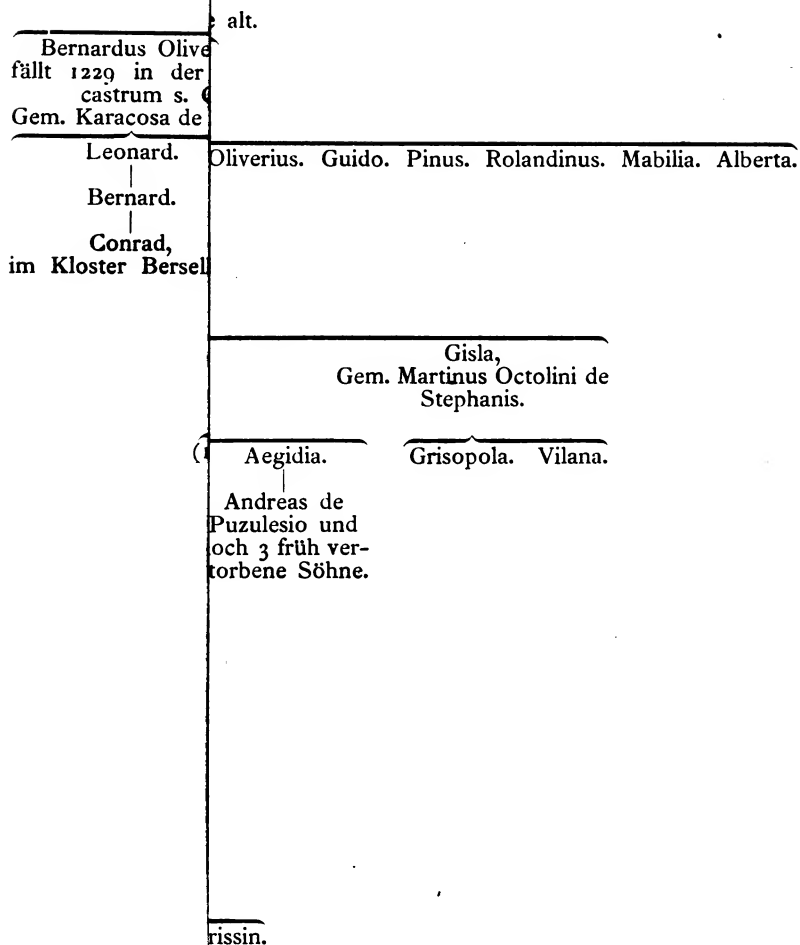 alt.
Bernardus Olive
fällt 1229 in der
castrum s.
Gem. Karacosa de
Leonard.
Oliverius. Guido. Pinus. Rolandinus. Mabilia. Alberta.
Bernard.
Conrad,
im Kloster Bersel
Gisla,
Gem. Martinus Octolini de
Stephanis.
Aegidia.
Grisopola. Vilana.
Andreas de
Puzulesio und
och 3 früh ver-
torbene Söhne.
rissin.